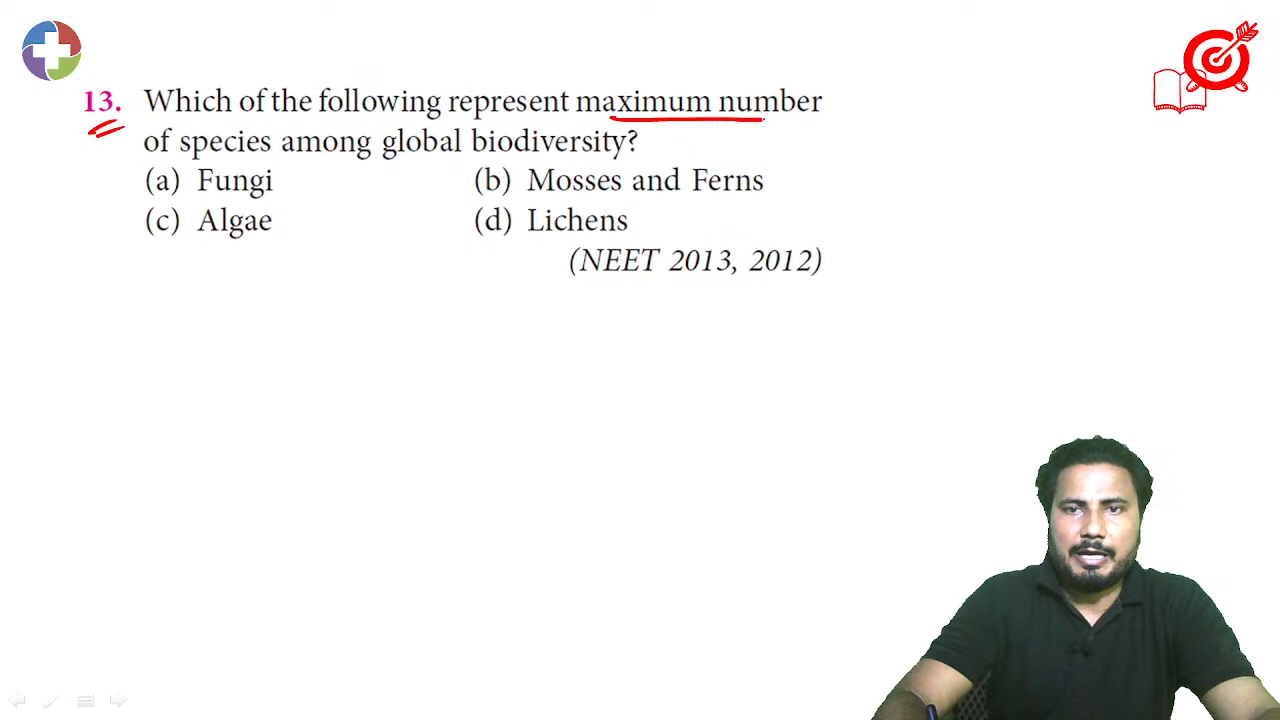 13. Which of the following represent maximum number
of species among global biodiversity?
(a) Fungi (b) Mosses and Ferns
(c) Algae (d) Lichens
(NEET 2013, 2012)